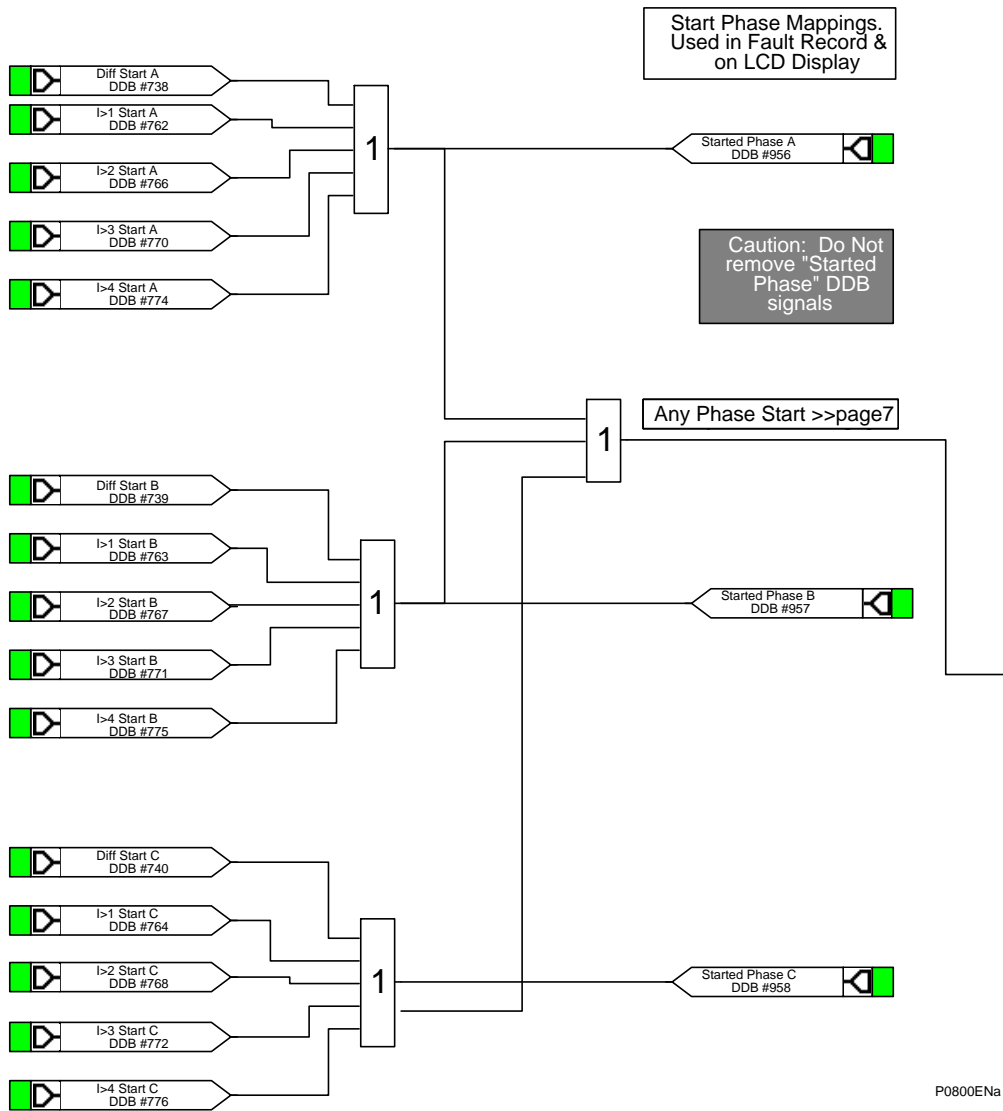 Start Phase Mappings.
Used in Fault Record &
on LCD Display
Diff Start A
DDB #738
I>1 Start A
DDB #762
I>2 Start A
DDB #766
I>3 Start A
DDB #770
I>4 Start A
DDB #774
1
Started Phase A
DDB #956
Caution: Do Not
remove "Started
Phase" DDB
signals
1
Any Phase Start >>page7
Diff Start B
DDB #739
I>1 Start B
DDB #763
I>2 Start B
DDB #767
I>3 Start B
DDB #771
I>4 Start B
DDB #775
1
Started Phase B
DDB #957
Diff Start C
DDB #740
I>1 Start C
DDB #764
I>2 Start C
DDB #768
I>3 Start C
DDB #772
I>4 Start C
DDB #776
1
Started Phase C
DDB #958
P0800ENa